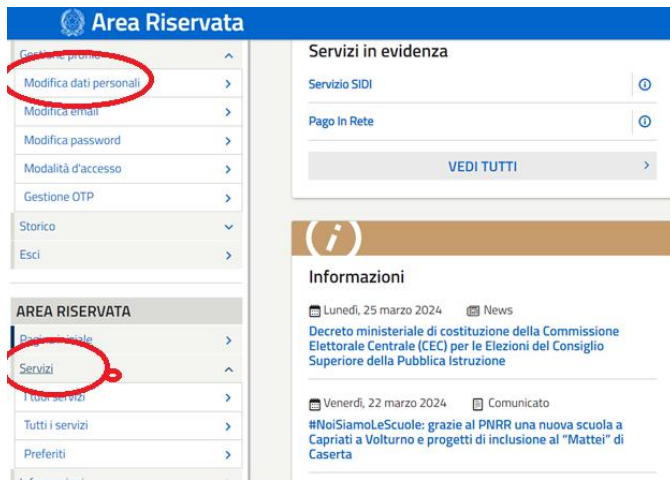 Area Riservata
Gestione profilo
Modifica dati personali
Modifica email
Modifica password
Modalità d'accesso
Gestione OTP
Storico
Esci
AREA RISERVATA
Pagina iniziale
Servizi
I tuoi servizi
Tutti i servizi
Preferiti
Servizi in evidenza
Servizio SIDI
Pago In Rete
VEDI TUTTI
Informazioni
Lunedì, 25 marzo 2024 News
Decreto ministeriale di costituzione della Commissione
Elettorale Centrale (CEC) per le Elezioni del Consiglio
Superiore della Pubblica Istruzione
Venerdì, 22 marzo 2024 Comunicato
#NoiSiamoLeScuole: grazie al PNRR una nuova scuola a
Capriati a Volturno e progetti di inclusione al “Mattei” di
Caserta